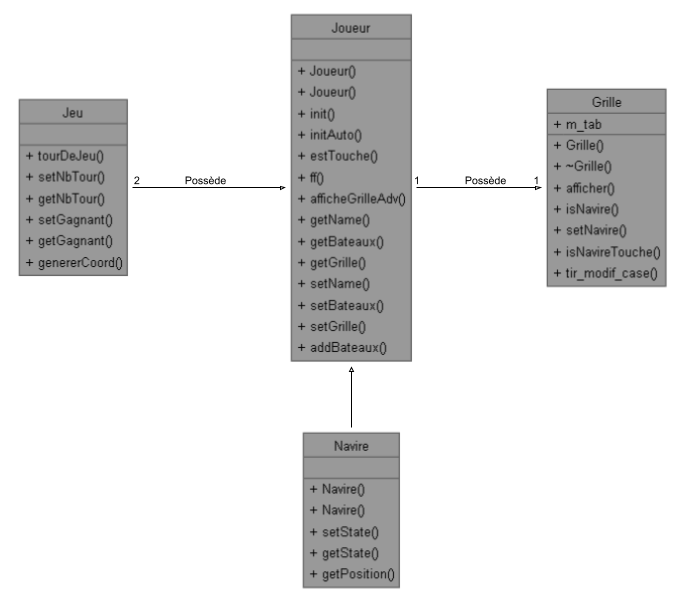 Joueur
+ Joueur()
+ Joueur()
+ init()
+ initAuto()
+ estTouche()
+ ff()
+ afficheGrilleAdv()
+ getName()
+ getBateaux()
+ getGrille()
+ setName()
+ setBateaux()
+ setGrille()
+ addBateaux()
Jeu
+ tourDeJeu()
+ setNbTour()
+ getNbTour()
+ setGagnant()
+ getGagnant()
+ genererCoord()
2 Possède
1 Possède 1
Grille
+ m_tab
+ Grille()
+ ~Grille()
+ afficher()
+ isNavire()
+ setNavire()
+ isNavireTouche()
+ tir_modif_case()
Navire
+ Navire()
+ Navire()
+ setState()
+ getState()
+ getPosition()